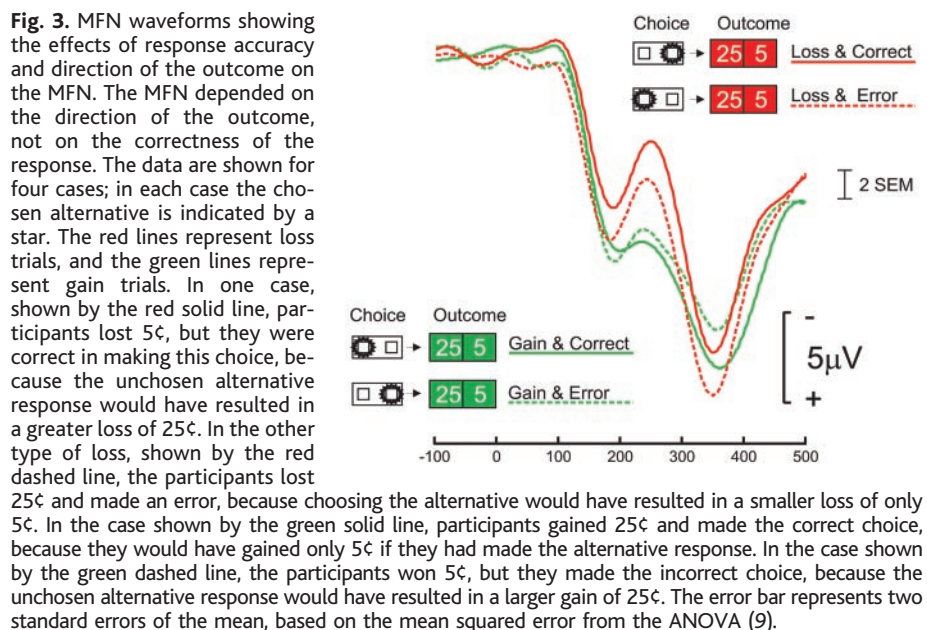 Fig. 3. MFN waveforms showing
the effects of response accuracy
and direction of the outcome on
the MFN. The MFN depended on
the direction of the outcome,
not on the correctness of the
response. The data are shown for
four cases; in each case the cho-
sen alternative is indicated by a
star. The red lines represent loss
trials, and the green lines repre-
sent gain trials. In one case,
shown by the red solid line, par-
ticipants lost 5¢, but they were
correct in making this choice, be-
cause the unchosen alternative
response would have resulted in
a greater loss of 25¢. In the other
type of loss, shown by the red
dashed line, the participants lost
25¢ and made an error, because choosing the alternative would have resulted in a smaller loss of only
5¢. In the case shown by the green solid line, participants gained 25¢ and made the correct choice,
because they would have gained only 5¢ if they had made the alternative response. In the case shown
by the green dashed line, the participants won 5¢, but they made the incorrect choice, because the
unchosen alternative response would have resulted in a larger gain of 25¢. The error bar represents two
standard errors of the mean, based on the mean squared error from the ANOVA (9).
Choice Outcome
25 5 Loss & Correct
25 5 Loss & Error
2 SEM
Choice Outcome
25 5 Gain & Correct
25 5 Gain & Error
-
5µV
+
-100 0 100 200 300 400 500